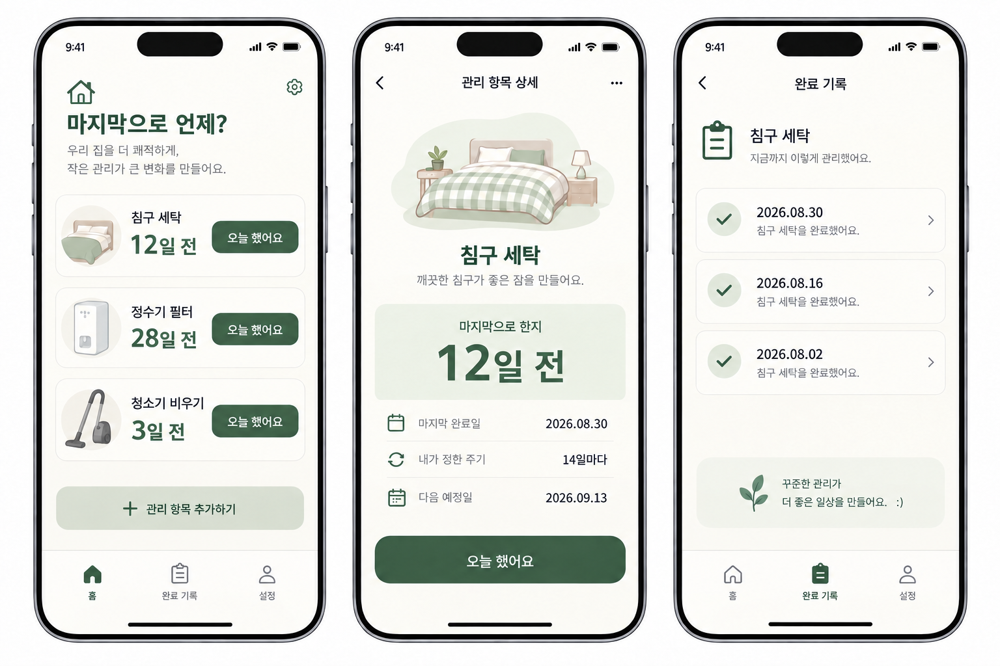 9:41
마지막으로 언제?
우리 집을 더 쾌적하게,
작은 관리가 큰 변화를 만들어요.
침구 세탁
12일 전
오늘 했어요
정수기 필터
28일 전
오늘 했어요
청소기 비우기
3일 전
오늘 했어요
+ 관리 항목 추가하기
홈
완료 기록
설정
9:41
관리 항목 상세
침구 세탁
깨끗한 침구가 좋은 잠을 만들어요.
마지막으로 한지
12일 전
마지막 완료일 2026.08.30
내가 정한 주기 14일마다
다음 예정일 2026.09.13
오늘 했어요
9:41
완료 기록
침구 세탁
지금까지 이렇게 관리했어요.
2026.08.30
침구 세탁을 완료했어요.
2026.08.16
침구 세탁을 완료했어요.
2026.08.02
침구 세탁을 완료했어요.
꾸준한 관리가
더 좋은 일상을 만들어요. :)
홈
완료 기록
설정